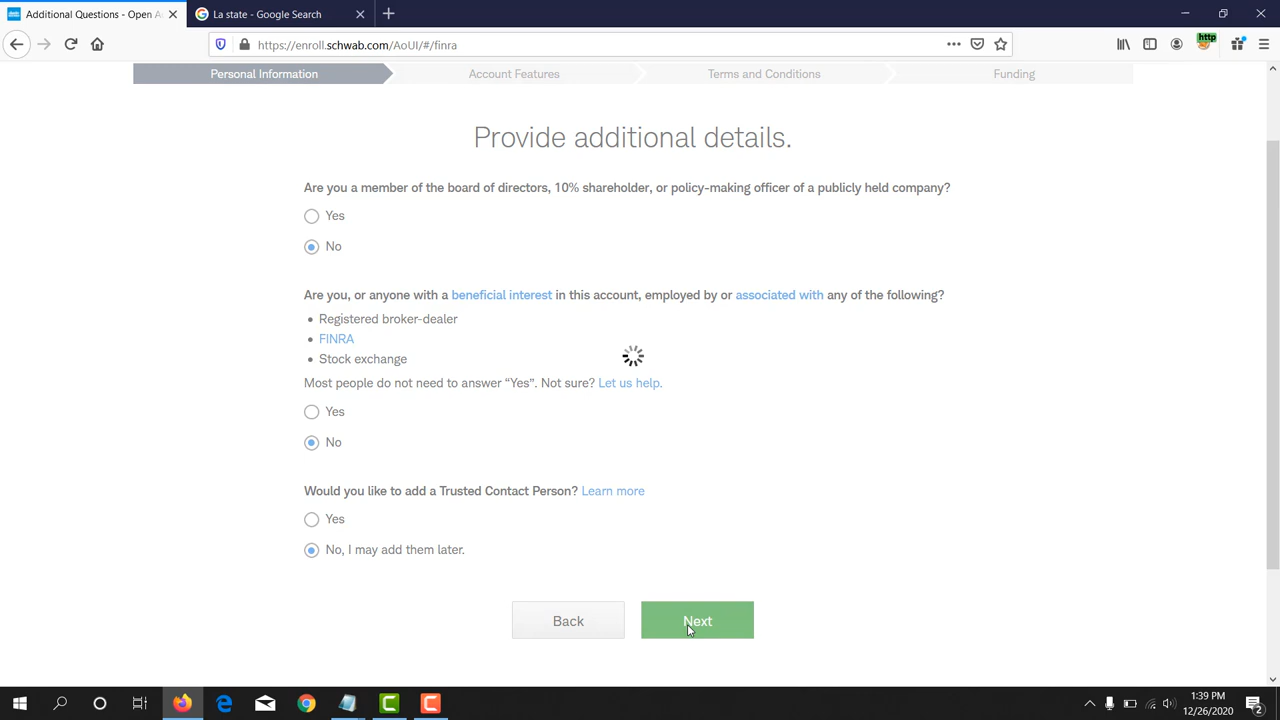 Additional Questions - Open A
La state - Google Search
https://enroll.schwab.com/AoUI/#/finra
http
Personal Information
Account Features
Terms and Conditions
Funding
Provide additional details.
Are you a member of the board of directors, 10% shareholder, or policy-making officer of a publicly held company?
Yes
No
Are you, or anyone with a beneficial interest in this account, employed by or associated with any of the following?
• Registered broker-dealer
• FINRA
• Stock exchange
Most people do not need to answer “Yes”. Not sure? Let us help.
Yes
No
Would you like to add a Trusted Contact Person? Learn more
Yes
No, I may add them later.
Back
Next
1:39 PM
12/26/2020
2